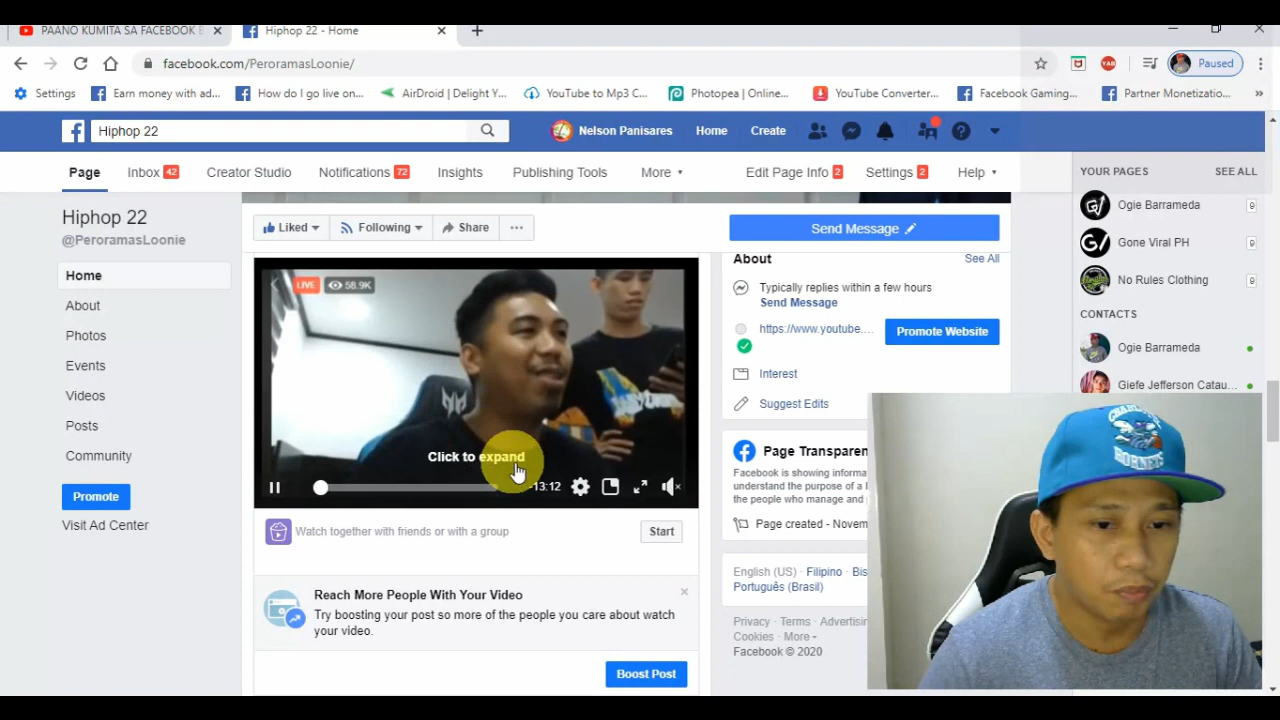 PAANO KUMITA SA FACEBOOK
Hiphop 22 - Home
facebook.com/PeroramasLoonie/
Paused
Settings
Earn money with ad...
How do I go live on...
AirDroid | Delight Y...
YouTube to Mp3 C...
Photopea | Online...
YouTube Converter...
Facebook Gaming...
Partner Monetizatio...
Hiphop 22
Nelson Panisares
Home
Create
Page
Inbox 42
Creator Studio
Notifications 72
Insights
Publishing Tools
More
Edit Page Info 2
Settings 2
Help
YOUR PAGES
SEE ALL
Ogie Barrameda 9
Gone Viral PH 9
No Rules Clothing 9
CONTACTS
Ogie Barrameda
Giefe Jefferson Catau...
Hiphop 22
@PeroramasLoonie
Home
About
Photos
Events
Videos
Posts
Community
Promote
Visit Ad Center
Liked
Following
Share
Send Message
LIVE 58.9K
Click to expand
-13:12
Watch together with friends or with a group
Start
Reach More People With Your Video
Try boosting your post so more of the people you care about watch
your video.
Boost Post
About
See All
Typically replies within a few hours
Send Message
https://www.youtube....
Promote Website
Interest
Suggest Edits
Page Transparen
Facebook is showing informa
understand the purpose of a
the people who manage and
Page created - Novem
English (US) · Filipino · Bis
Português (Brasil)
Privacy · Terms · Advertisin
Cookies · More
Facebook © 2020
CHARLOTTE
HORNETS